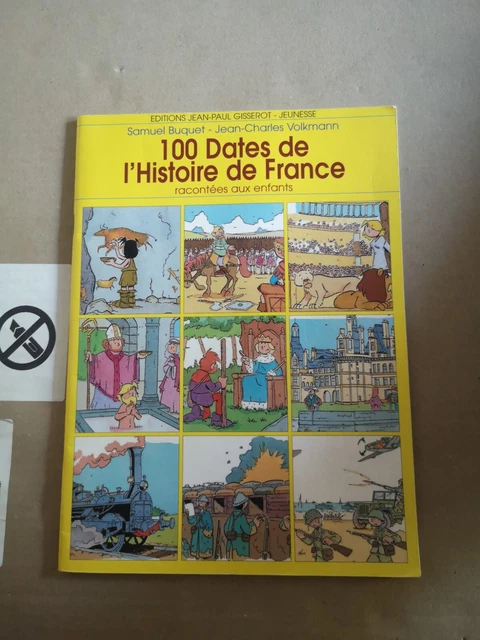 EDITIONS JEAN-PAUL GISSEROT - JEUNESSE
Samuel Buquet - Jean-Charles Volkmann
100 Dates de
l'Histoire de France
racontées aux enfants